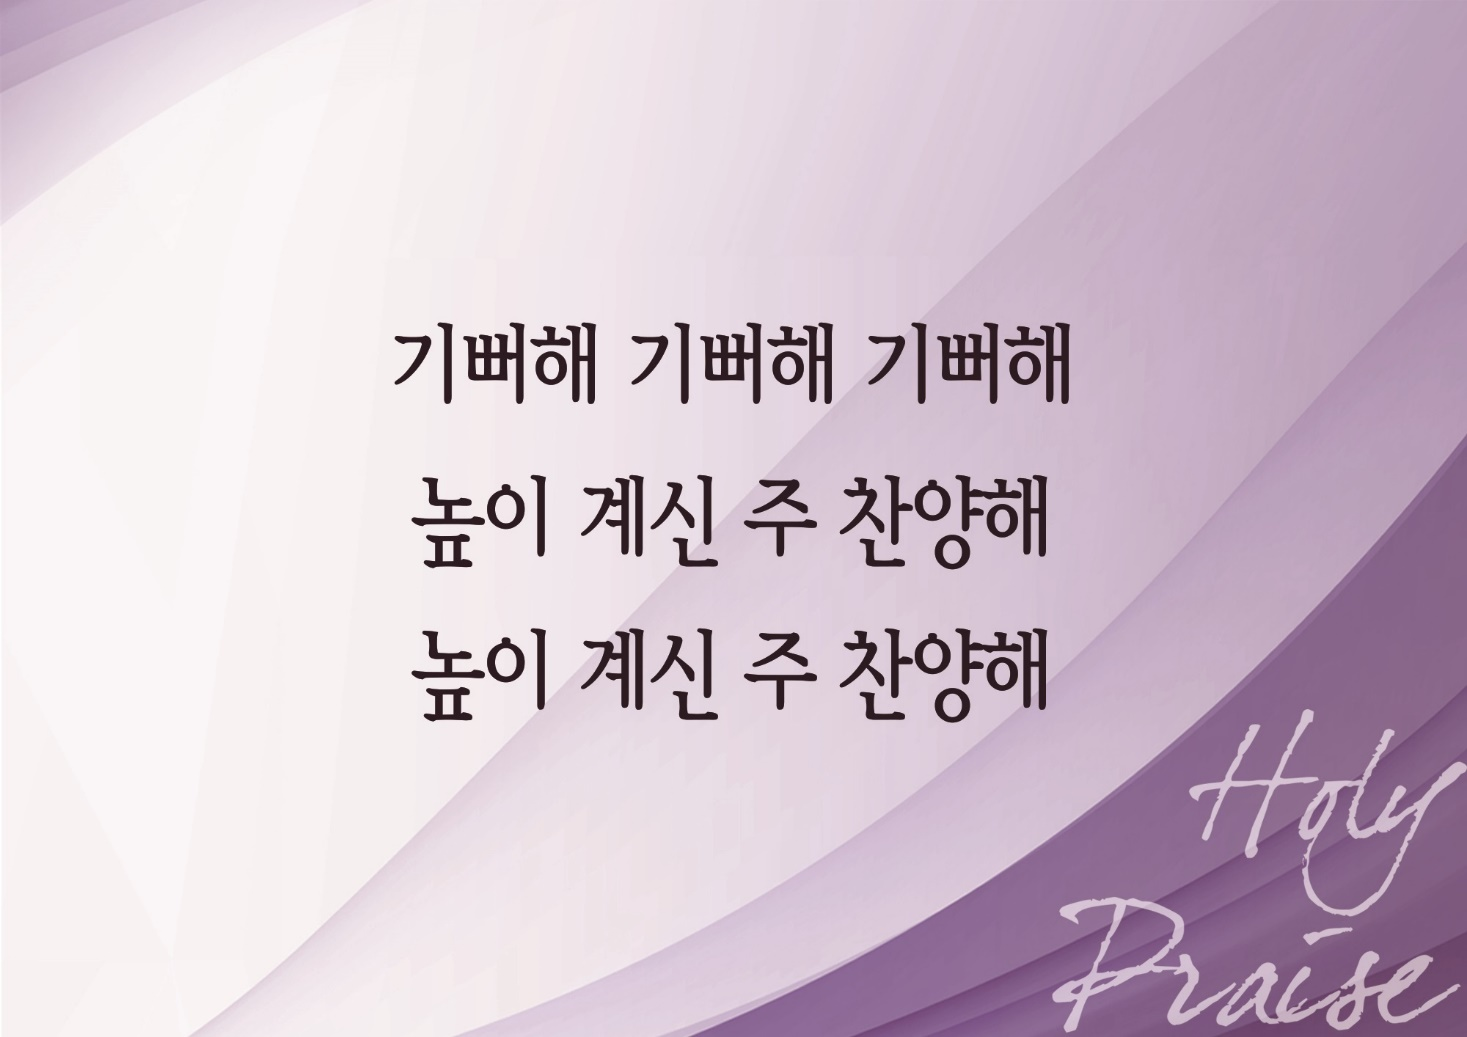 기뻐해 기뻐해 기뻐해
높이 계신 주 찬양해
높이 계신 주 찬양해
Holy
Praise